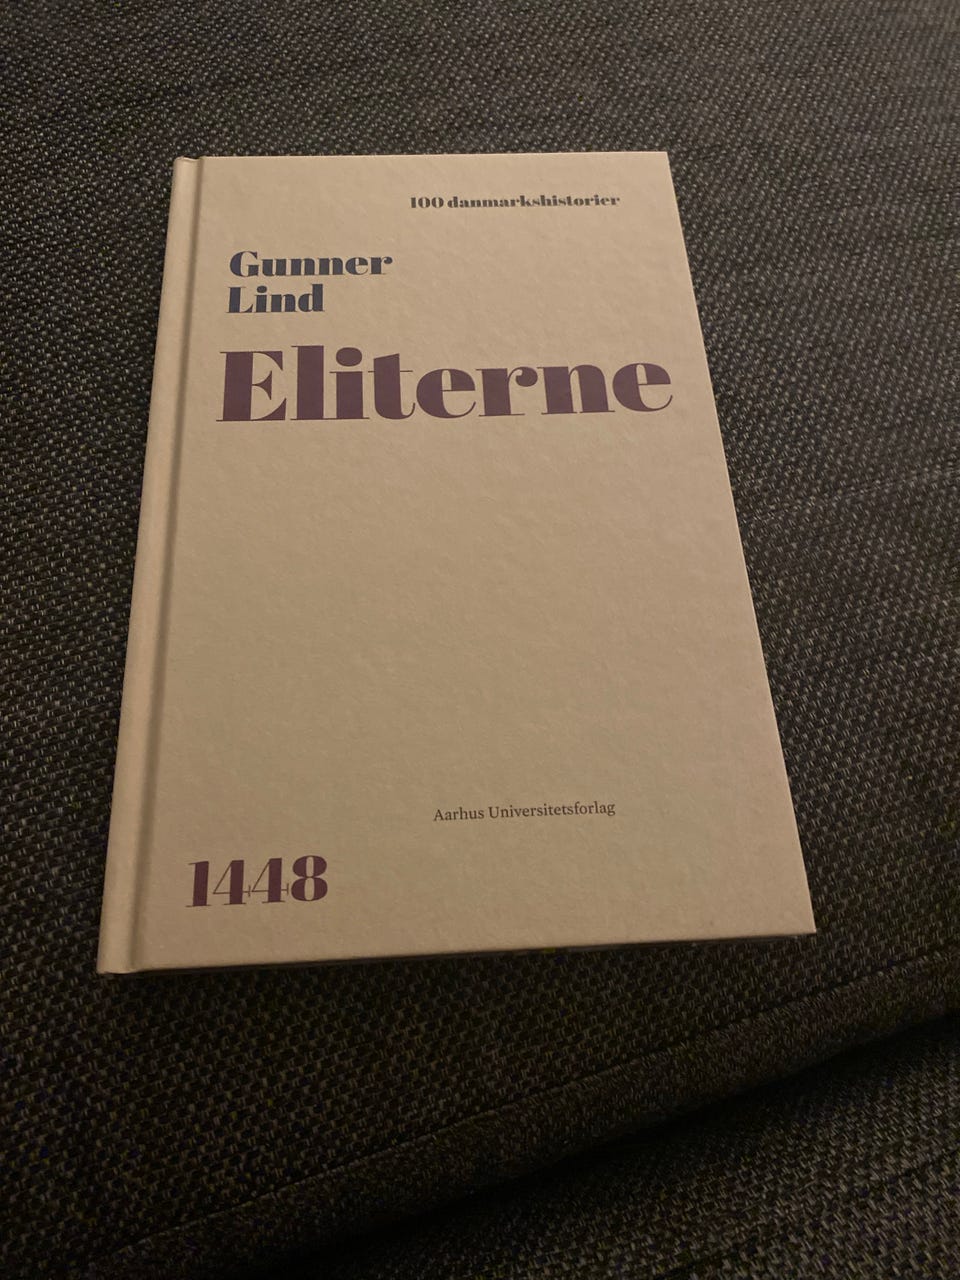 100 danmarkshistorier
Gunner
Lind
Eliterne
Aarhus Universitetsforlag
1448